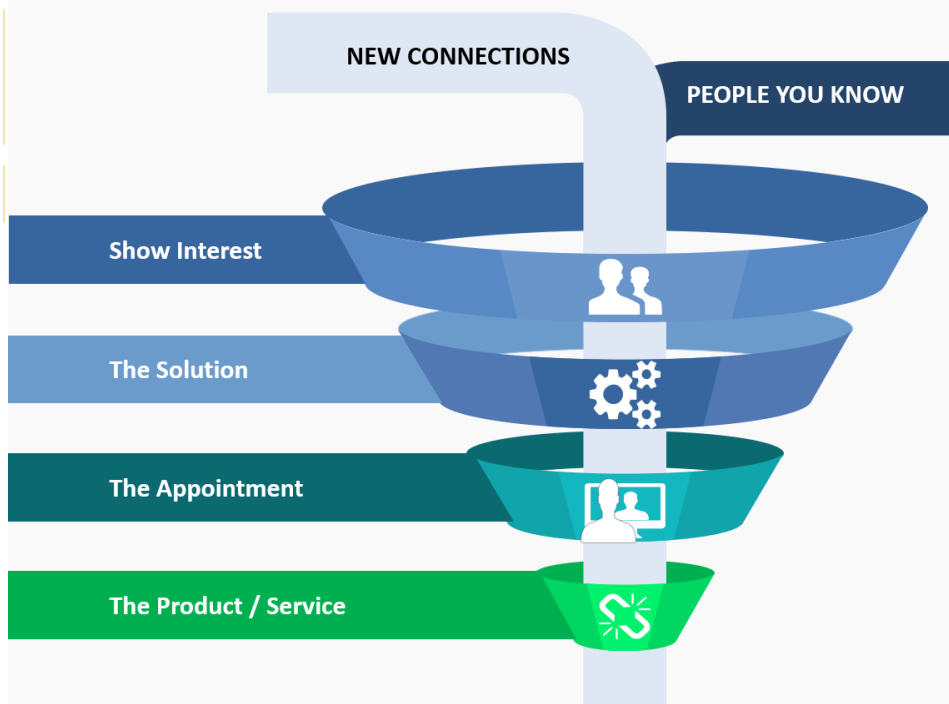 NEW CONNECTIONS
PEOPLE YOU KNOW
Show Interest
The Solution
The Appointment
The Product / Service